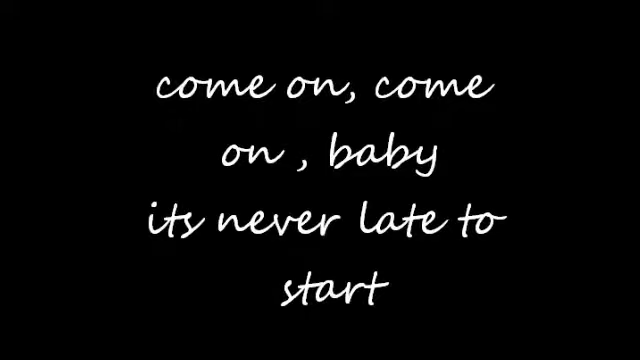 come on, come
on , baby
its never late to
start